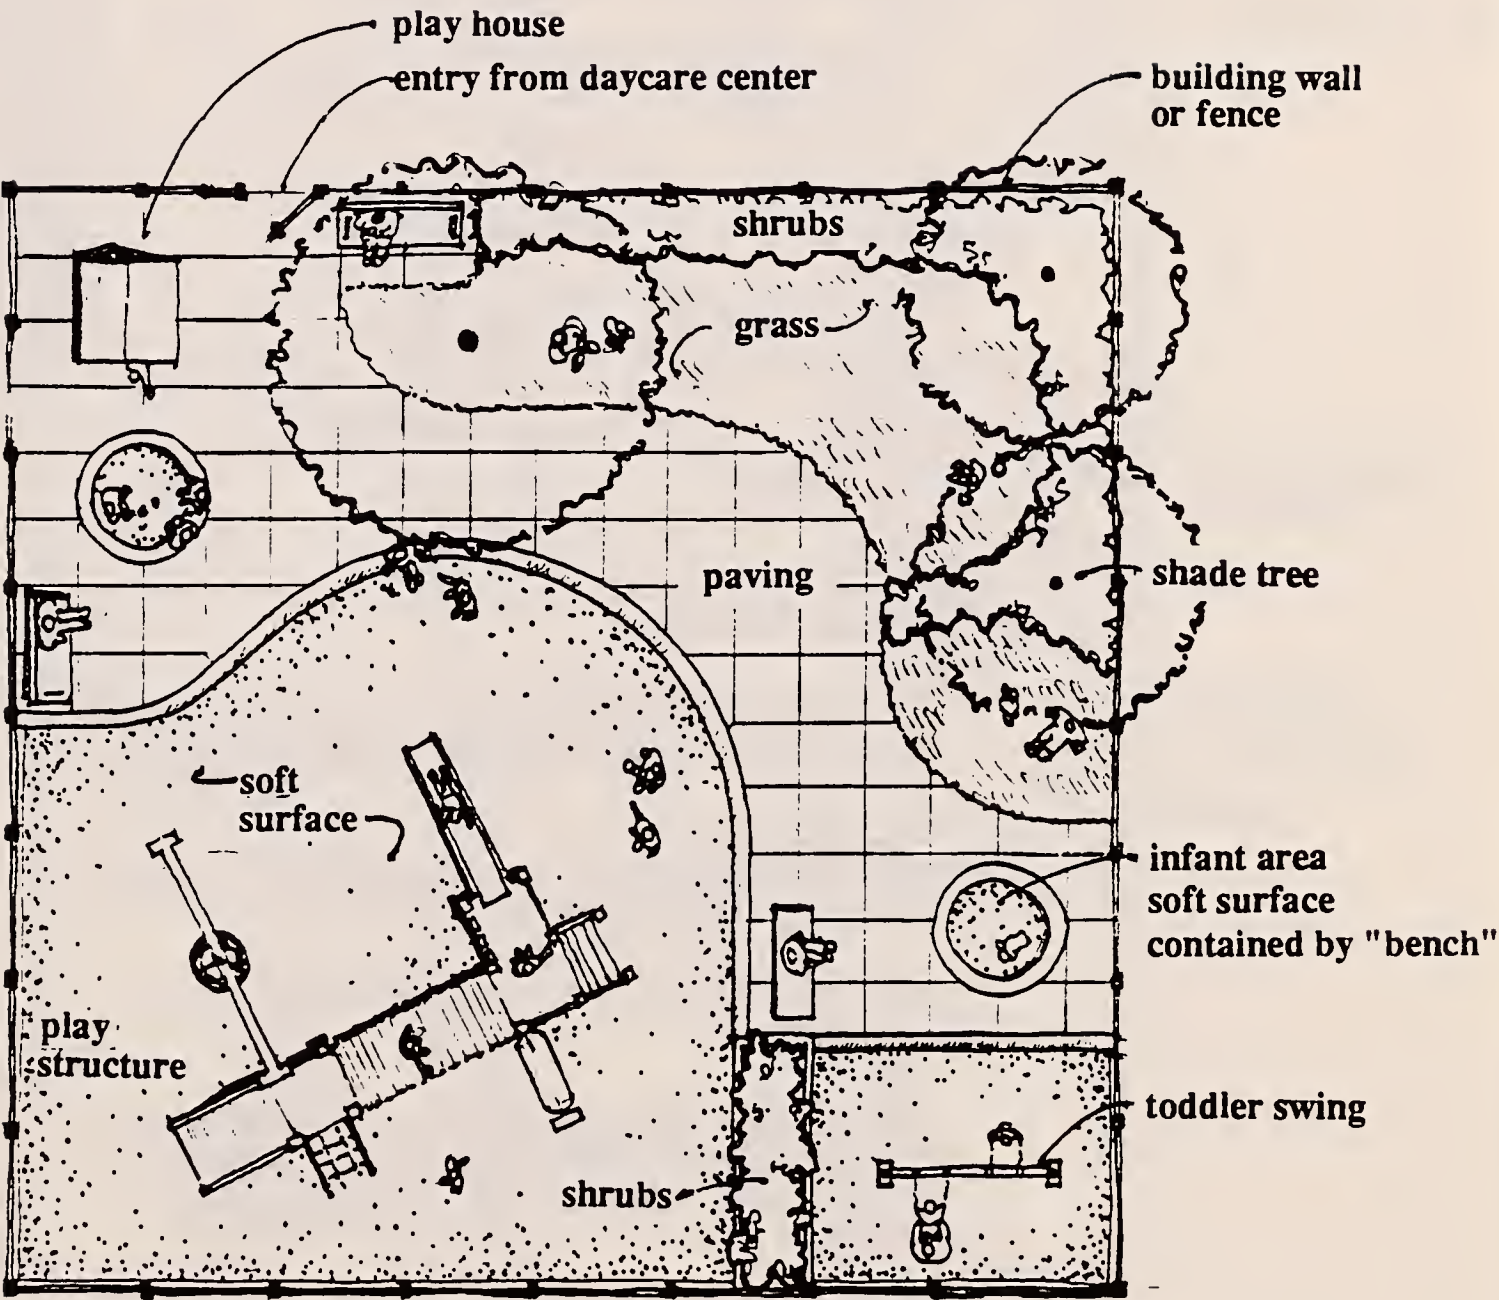 play house
entry from daycare center
building wall
or fence
shrubs
grass
paving
shade tree
soft
surface
infant area
soft surface
contained by "bench"
play
structure
toddler swing
shrubs